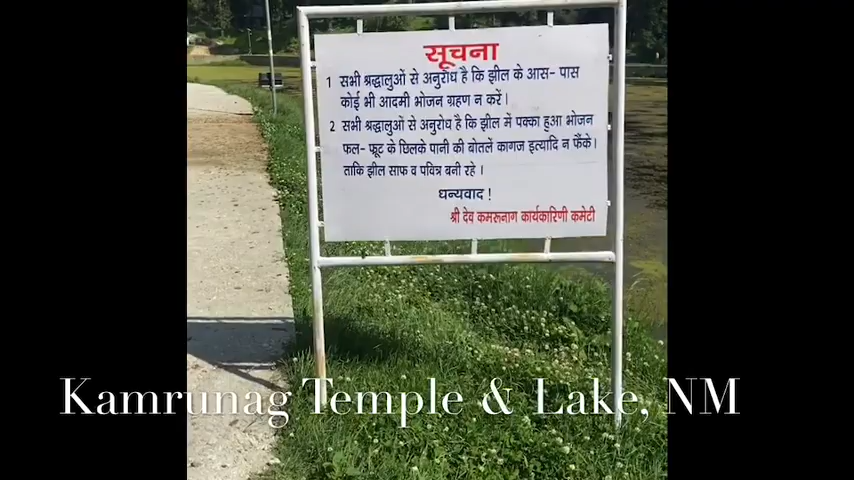 सूचना
1 सभी श्रद्धालुओं से अनुरोध है कि झील के आस- पास
कोई भी आदमी भोजन ग्रहण न करें।
2 सभी श्रद्धालुओं से अनुरोध है कि झील में पक्का हुआ भोजन
फल- फ्रूट के छिलके पानी की बोतलें कागज इत्यादि न फैंके।
ताकि झील साफ व पवित्र बनी रहे ।
धन्यवाद !
श्री देव कमरूनाग कार्यकारिणी कमेटी
Kamrunag Temple & Lake, NM